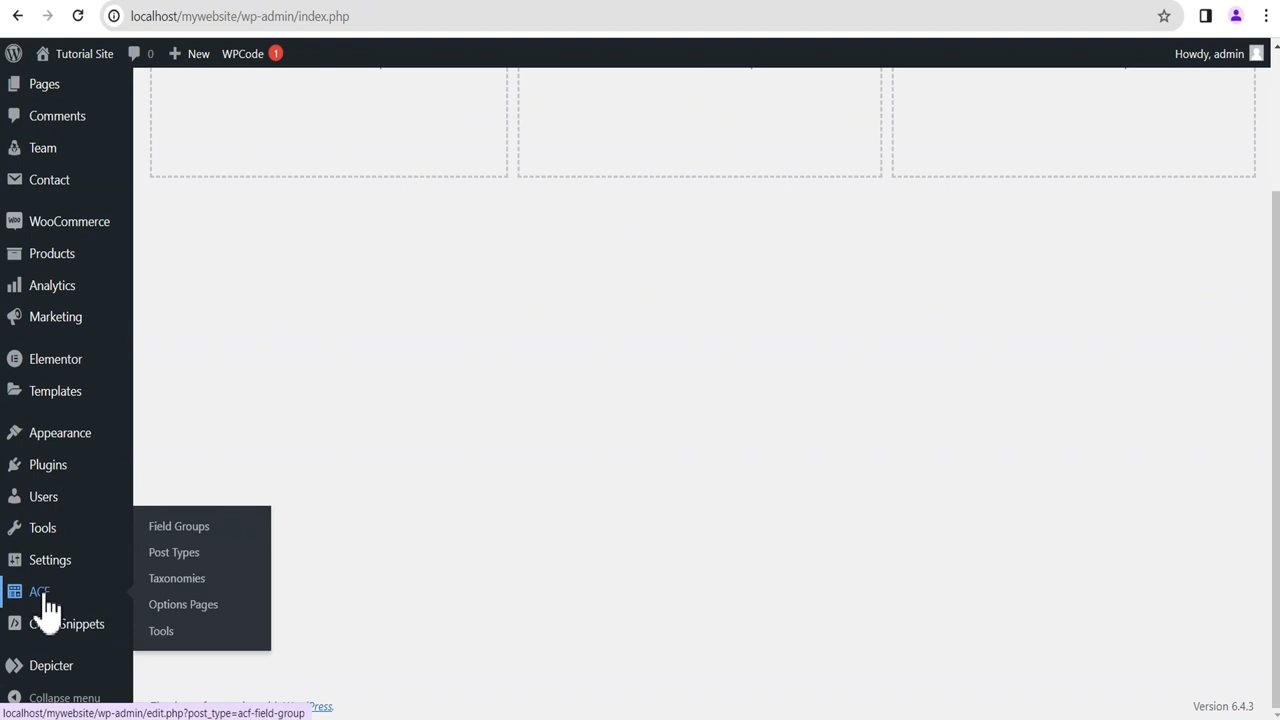 localhost/mywebsite/wp-admin/index.php
Tutorial Site
0
New
WPCode
1
Howdy, admin
Pages
Comments
Team
Contact
WooCommerce
Products
Analytics
Marketing
Elementor
Templates
Appearance
Plugins
Users
Tools
Settings
ACF
Field Groups
Post Types
Taxonomies
Options Pages
Tools
Snippets
Depicter
Collapse menu
localhost/mywebsite/wp-admin/edit.php?post_type=acf-field-group
Version 6.4.3